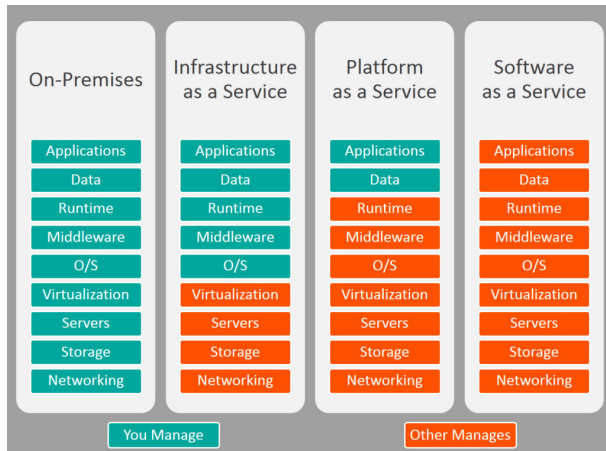 On-Premises
Applications
Data
Runtime
Middleware
O/S
Virtualization
Servers
Storage
Networking
Infrastructure
as a Service
Applications
Data
Runtime
Middleware
O/S
Virtualization
Servers
Storage
Networking
Platform
as a Service
Applications
Data
Runtime
Middleware
O/S
Virtualization
Servers
Storage
Networking
Software
as a Service
Applications
Data
Runtime
Middleware
O/S
Virtualization
Servers
Storage
Networking
You Manage
Other Manages